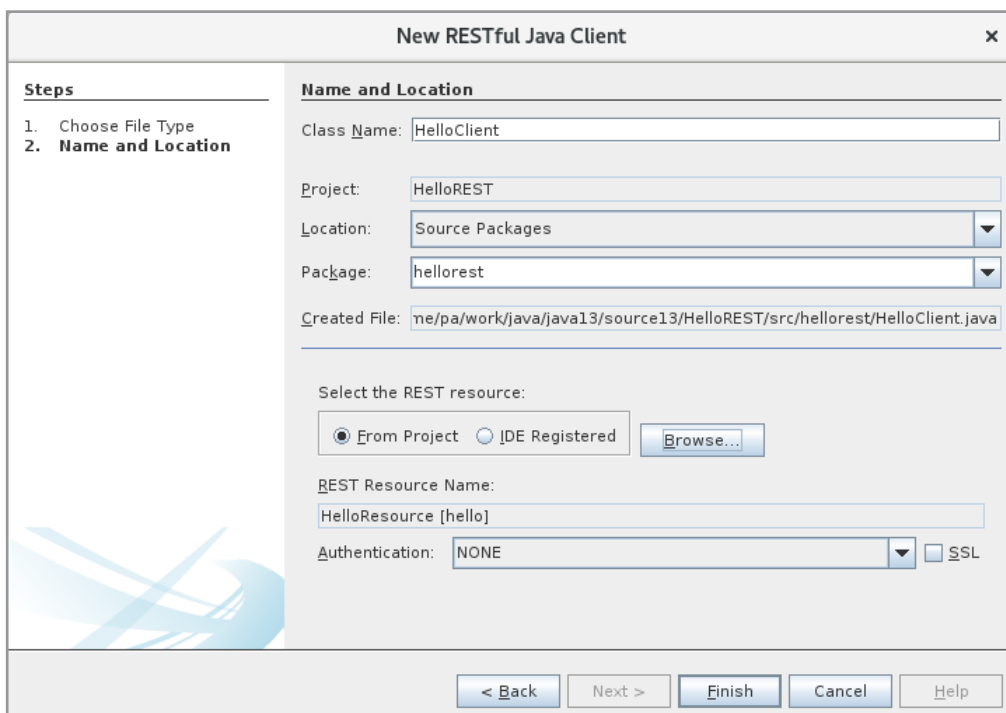 New RESTful Java Client
Steps
1. Choose File Type
2. Name and Location
Name and Location
Class Name: HelloClient
Project: HelloREST
Location: Source Packages
Package: hellorest
Created File: ne/pa/work/java/java13/source13/HelloREST/src/hellorest/HelloClient.java
Select the REST resource:
From Project IDE Registered Browse...
REST Resource Name:
HelloResource [hello]
Authentication: NONE SSL
< Back Next > Finish Cancel Help